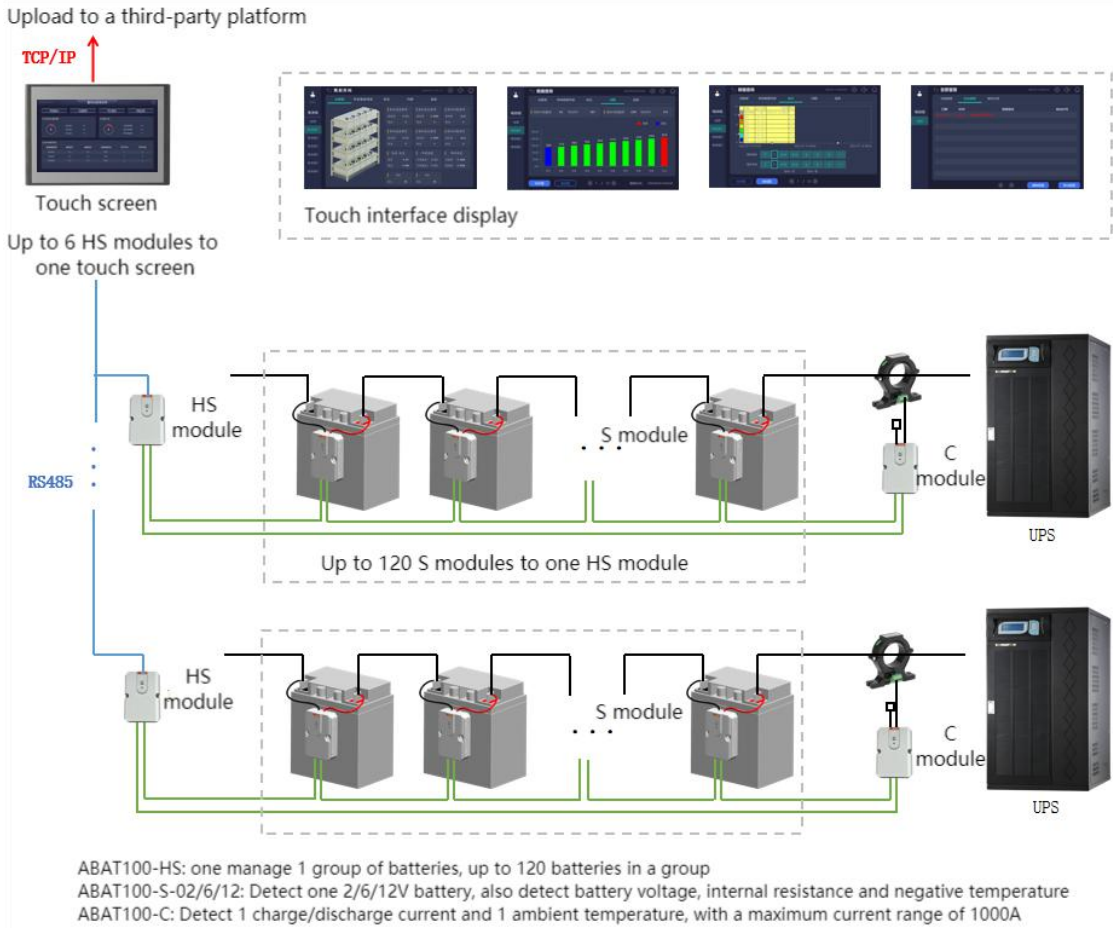 Upload to a third-party platform
TCP/IP
Touch screen
Touch interface display
Up to 6 HS modules to
one touch screen
HS
module
S module
C
module
RS485
UPS
Up to 120 S modules to one HS module
HS
module
S module
C
module
UPS
ABAT100-HS: one manage 1 group of batteries, up to 120 batteries in a group
ABAT100-S-02/6/12: Detect one 2/6/12V battery, also detect battery voltage, internal resistance and negative temperature
ABAT100-C: Detect 1 charge/discharge current and 1 ambient temperature, with a maximum current range of 1000A